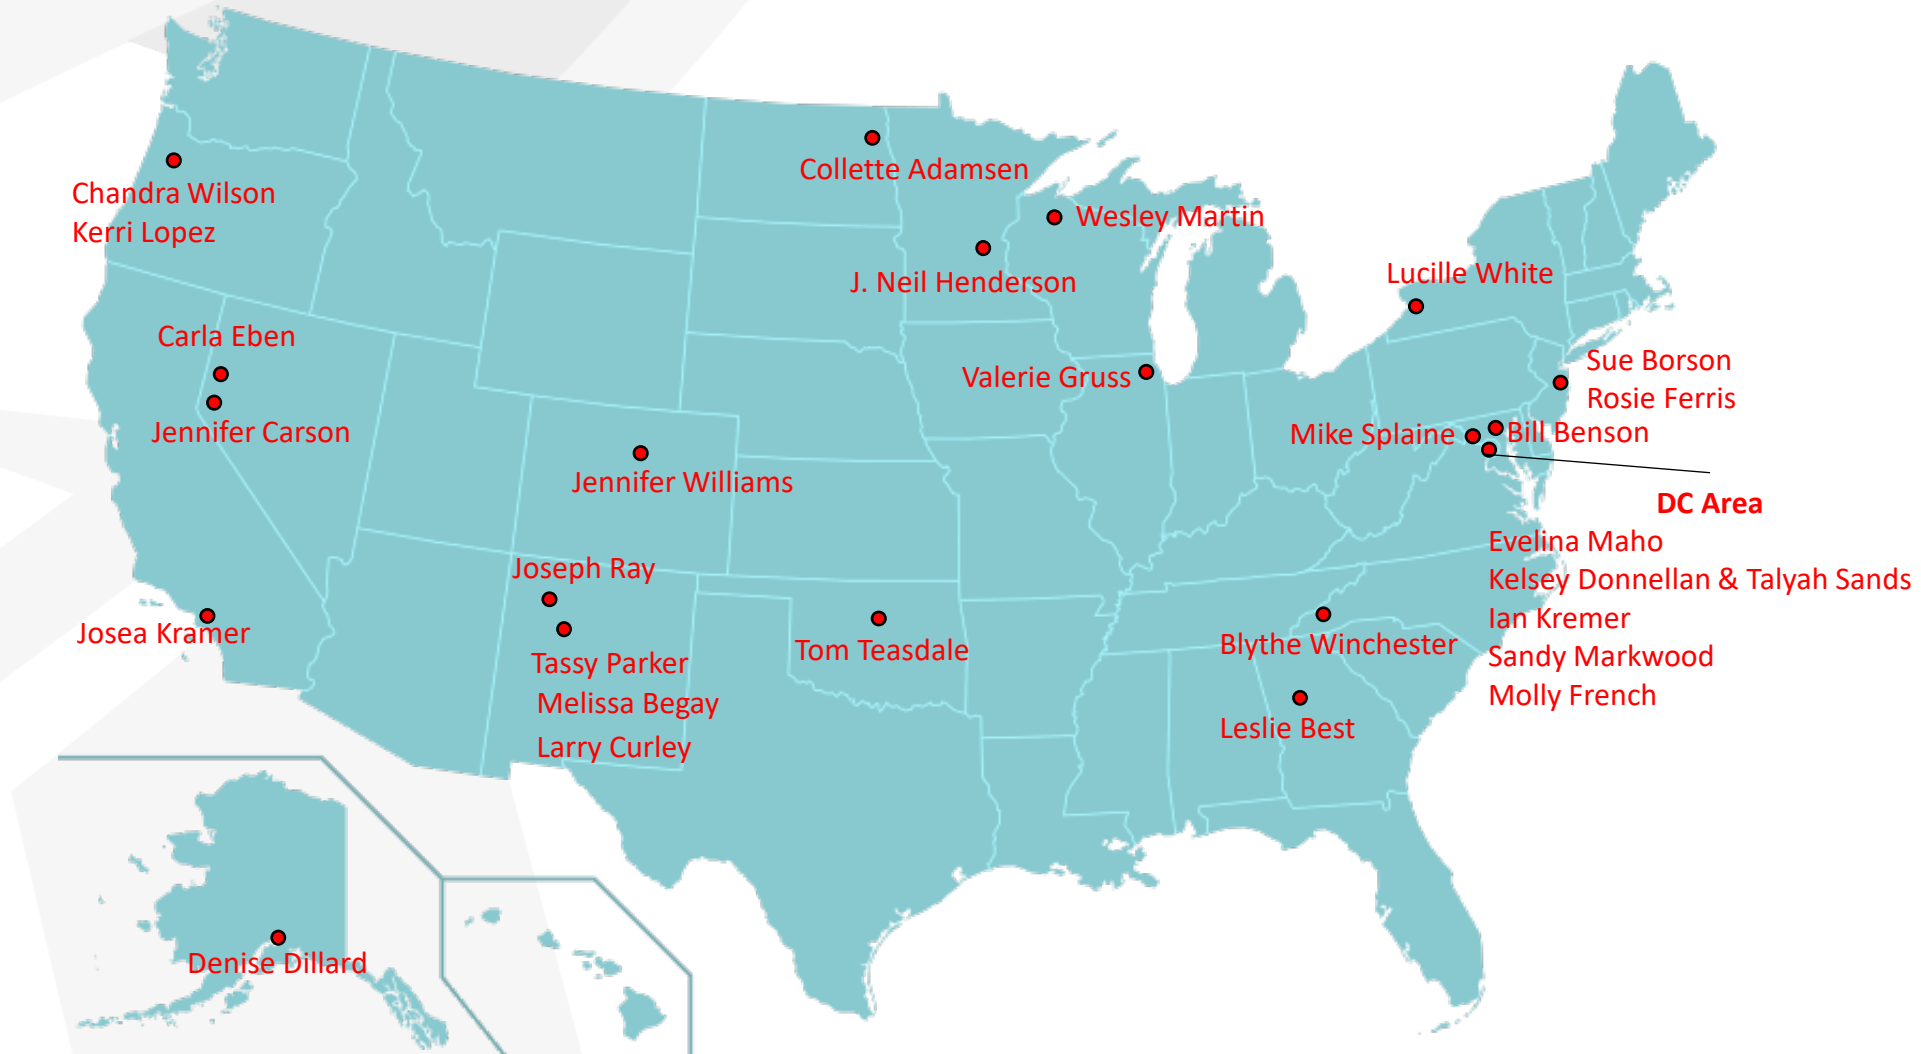 Collette Adamsen
Chandra Wilson
Kerri Lopez
Wesley Martin
J. Neil Henderson
Lucille White
Carla Eben
Valerie Gruss
Sue Borson
Rosie Ferris
Jennifer Carson
Mike Splaine
Bill Benson
Jennifer Williams
DC Area
Evelina Maho
Kelsey Donnellan & Talyah Sands
Ian Kremer
Sandy Markwood
Molly French
Joseph Ray
Josea Kramer
Tassy Parker
Melissa Begay
Larry Curley
Tom Teasdale
Blythe Winchester
Leslie Best
Denise Dillard